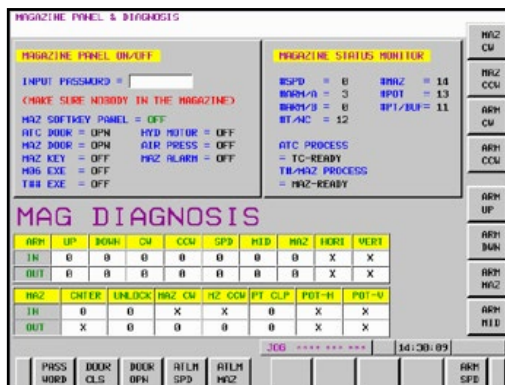 MAGAZINE PANEL & DIAGNOSIS
MAGAZINE PANEL ON/OFF
INPUT PASSWORD =
(MAKE SURE NOBODY IN THE MAGAZINE)
MAZ SOFTKEY PANEL = OFF
ATC DOOR = OPN HYD MOTOR = OFF
MAZ DOOR = OPN AIR PRESS = OFF
MAZ KEY = OFF MAZ ALARM = OFF
M06 EXE = OFF
T## EXE = OFF
MAGAZINE STATUS MONITOR
#SPD = 0 #MAZ = 14
#ARM/A = 3 #POT = 13
#ARM/B = 0 #PT/BUF= 11
#T/NC = 12
ATC PROCESS
= TC-READY
T#/MAZ PROCESS
= MAZ-READY
MAG DIAGNOSIS
ARM UP DOWN CW CCW SPD MID MAZ HORI VERT
IN 0 0 0 0 0 0 0 X X
OUT 0 0 0 0 0 0 0 X X
MAZ CNTER UNLOCK MAZ CW MZ CCW PT CLP POT-H POT-V
IN 0 0 X X 0 0 0
OUT X 0 0 0 0 X X
JOG **** *** *** 14:38:09
PASS WORD
DOOR CLS
DOOR OPN
ATLM SPD
ATLM MAZ
ARM SPD
MAZ CW
MAZ CCW
ARM CW
ARM CCW
ARM UP
ARM DWN
ARM MAZ
ARM MID